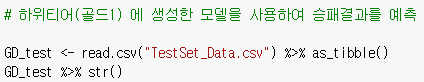 # 하위티어(골드1) 에 생성한 모델을 사용하여 승패결과를 예측
GD_test <- read.csv("TestSet_Data.csv") %>% as_tibble()
GD_test %>% str()